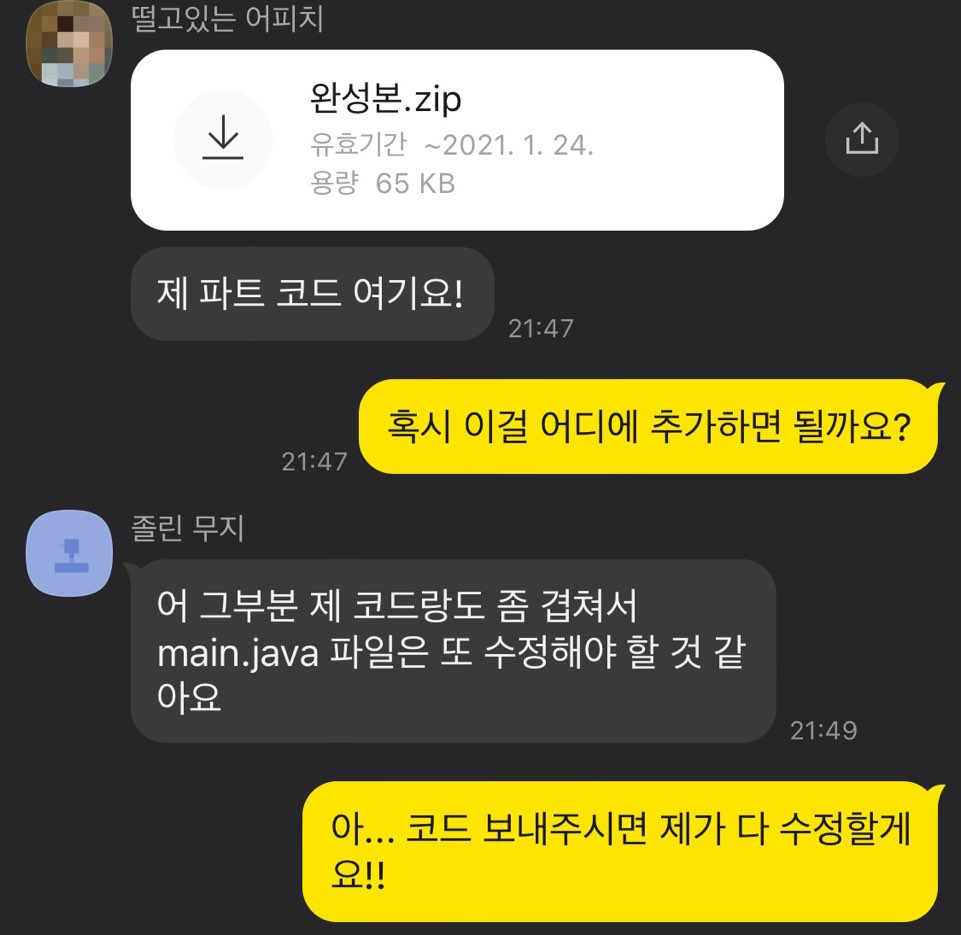 떨고있는 어피치
완성본.zip
유효기간 ~2021. 1. 24.
용량 65 KB
제 파트 코드 여기요!
21:47
혹시 이걸 어디에 추가하면 될까요?
21:47
졸린 무지
어 그부분 제 코드랑도 좀 겹쳐서
main.java 파일은 또 수정해야 할 것 같
아요
21:49
아... 코드 보내주시면 제가 다 수정할게
요!!